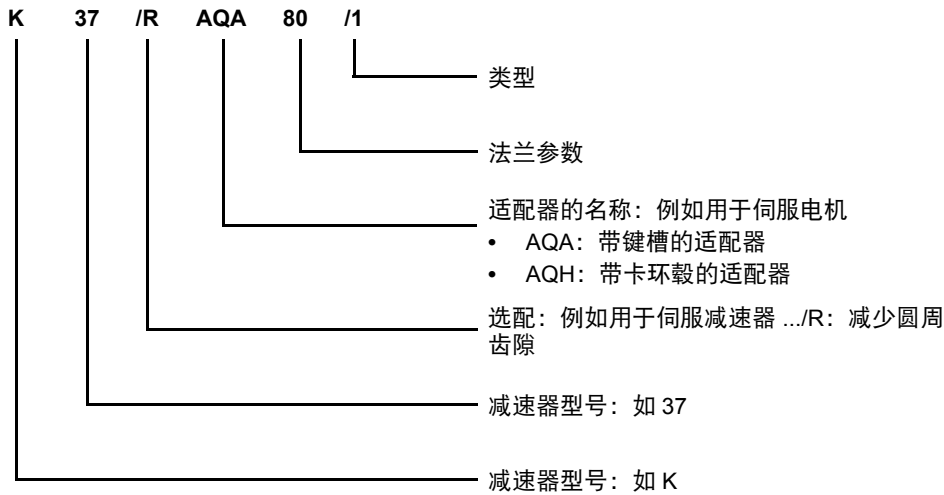 K 37 /R AQA 80 /1
类型
法兰参数
适配器的名称：例如用于伺服电机
• AQA：带键槽的适配器
• AQH：带卡环毂的适配器
选配：例如用于伺服减速器 .../R：减少圆周
齿隙
减速器型号：如 37
减速器型号：如 K